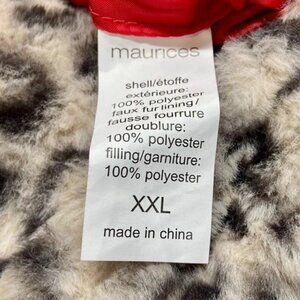 maurices
shell/étoffe
extérieure:
100% polyester
faux fur lining/
fausse fourrure
doublure:
100% polyester
filling/garniture:
100% polyester
XXL
made in china